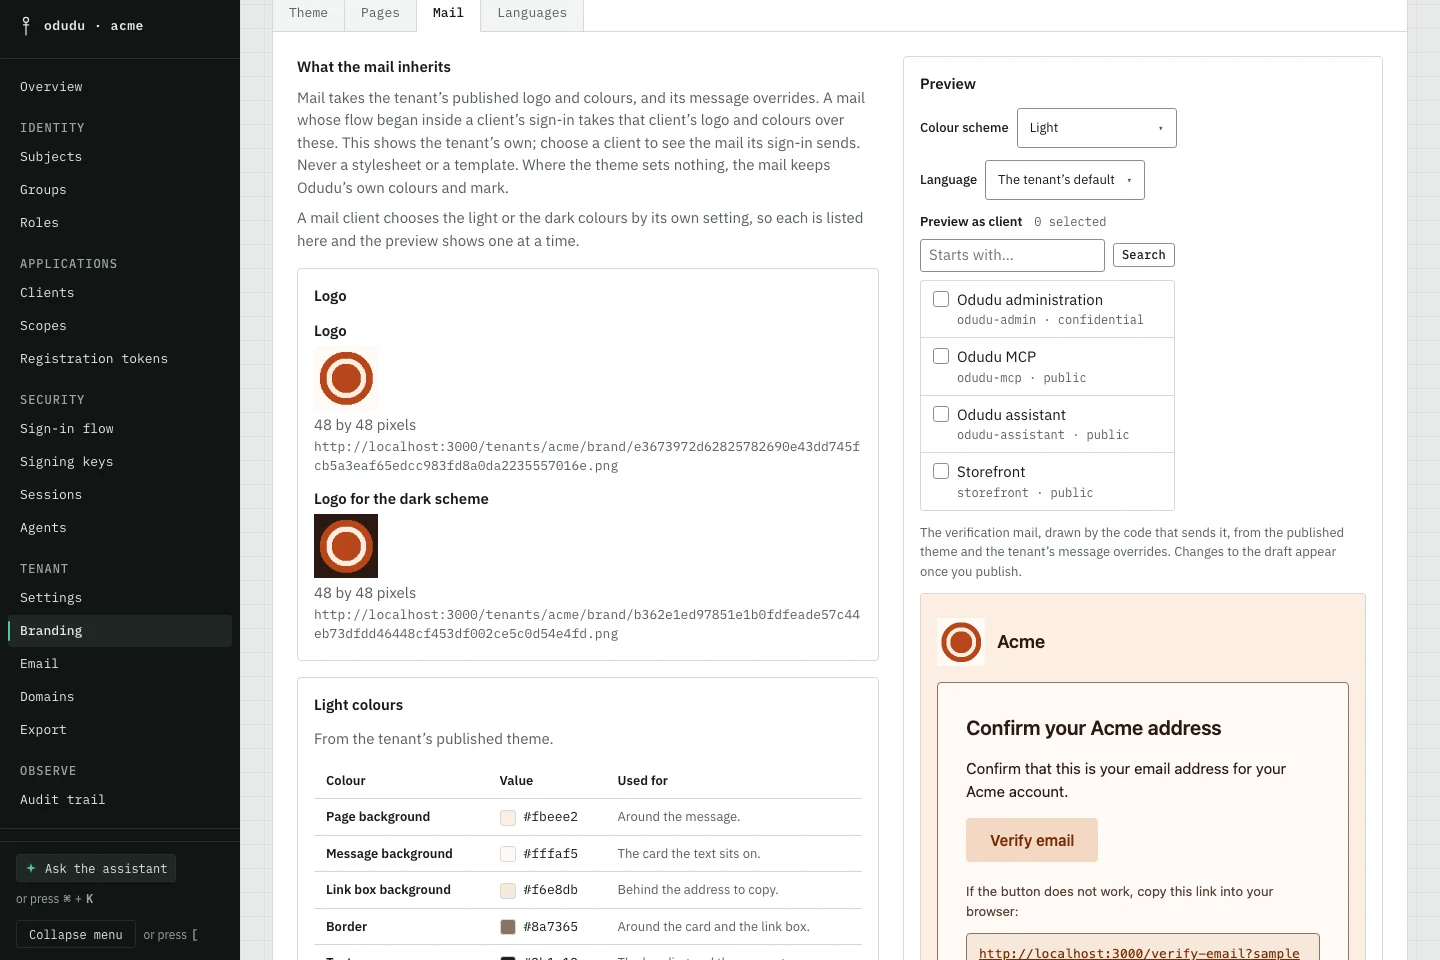 odudu · acme
Overview
IDENTITY
Subjects
Groups
Roles
APPLICATIONS
Clients
Scopes
Registration tokens
SECURITY
Sign-in flow
Signing keys
Sessions
Agents
TENANT
Settings
Branding
Email
Domains
Export
OBSERVE
Audit trail
Ask the assistant
or press ⌘ + K
Collapse menu or press [
Theme
Pages
Mail
Languages
What the mail inherits
Mail takes the tenant’s published logo and colours, and its message overrides. A mail
whose flow began inside a client’s sign-in takes that client’s logo and colours over
these. This shows the tenant’s own; choose a client to see the mail its sign-in sends.
Never a stylesheet or a template. Where the theme sets nothing, the mail keeps
Odudu’s own colours and mark.
A mail client chooses the light or the dark colours by its own setting, so each is listed
here and the preview shows one at a time.
Logo
Logo
48 by 48 pixels
http://localhost:3000/tenants/acme/brand/e3673972d62825782690e43dd745f
cb5a3eaf65edcc983fd8a0da2235557016e.png
Logo for the dark scheme
48 by 48 pixels
http://localhost:3000/tenants/acme/brand/b362e1ed97851e1b0fdfeade57c44
eb73dfdd46448cf453df002ce5c0d54e4fd.png
Light colours
From the tenant’s published theme.
Colour Value Used for
Page background #fbeee2 Around the message.
Message background #fffaf5 The card the text sits on.
Link box background #f6e8db Behind the address to copy.
Border #8a7365 Around the card and the link box.
Preview
Colour scheme Light
Language The tenant’s default
Preview as client 0 selected
Starts with... Search
Odudu administration
odudu-admin · confidential
Odudu MCP
odudu-mcp · public
Odudu assistant
odudu-assistant · public
Storefront
storefront · public
The verification mail, drawn by the code that sends it, from the published
theme and the tenant’s message overrides. Changes to the draft appear
once you publish.
Acme
Confirm your Acme address
Confirm that this is your email address for your
Acme account.
Verify email
If the button does not work, copy this link into your
browser:
http://localhost:3000/verify-email?sample